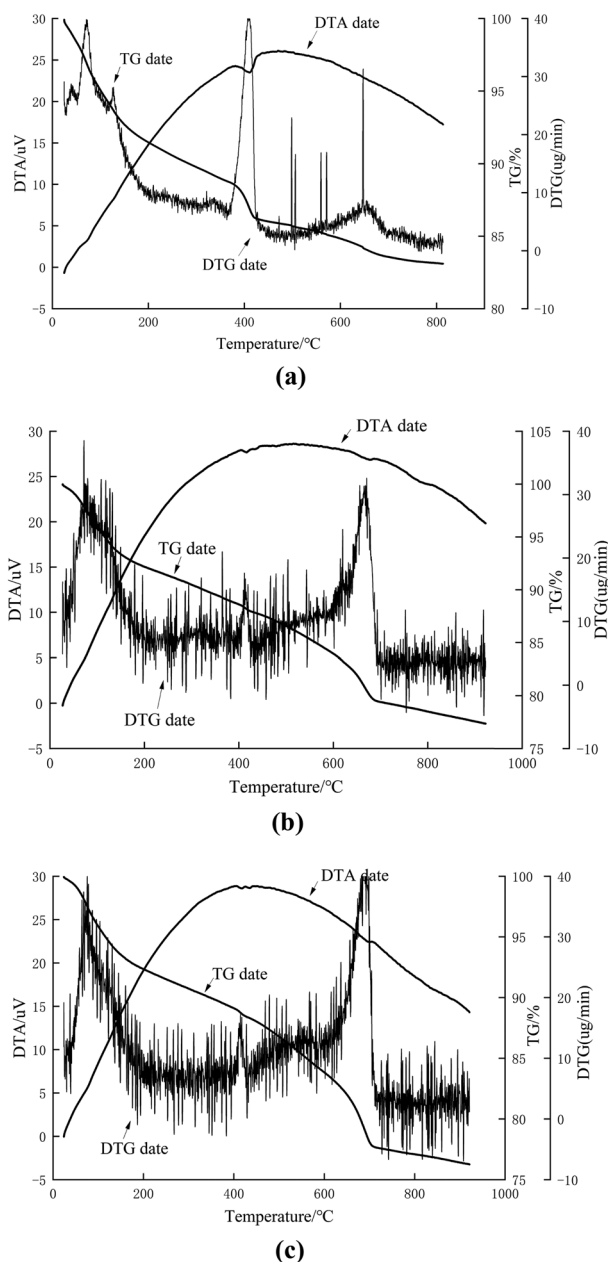 30 25 20 15 10 5 0 −5
DTA/uV
100 95 90 85 80
TG/%
40 30 20 10 0 −10
DTG(ug/min)
DTA date
TG date
DTG date
0 200 400 600 800
Temperature/℃
(a)
30 25 20 15 10 5 0 −5
DTA/uV
105 100 95 90 85 80 75
TG/%
40 30 20 10 0 −10
DTG(ug/min)
DTA date
TG date
DTG date
0 200 400 600 800 1000
Temperature/℃
(b)
30 25 20 15 10 5 0 −5
DTA/uV
100 95 90 85 80 75
TG/%
40 30 20 10 0 −10
DTG(ug/min)
DTA date
TG date
DTG date
0 200 400 600 800 1000
Temperature/℃
(c)